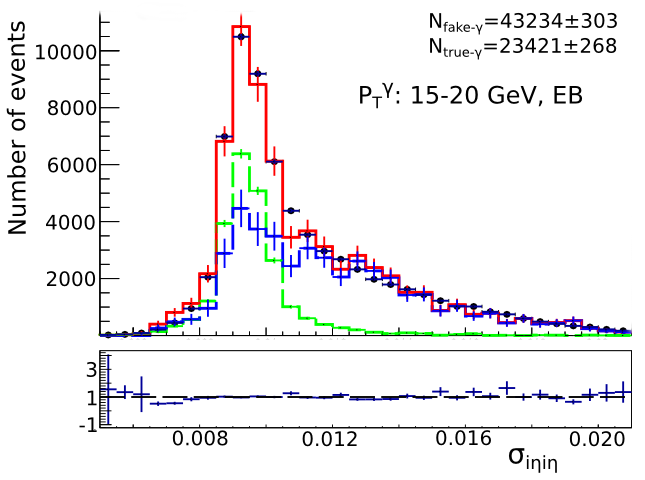 N_fake-γ=43234±303
N_true-γ=23421±268
P_T^γ: 15-20 GeV, EB
Number of events
10000
8000
6000
4000
2000
3
1
-1
0.008 0.012 0.016 0.020
σ_iηiη